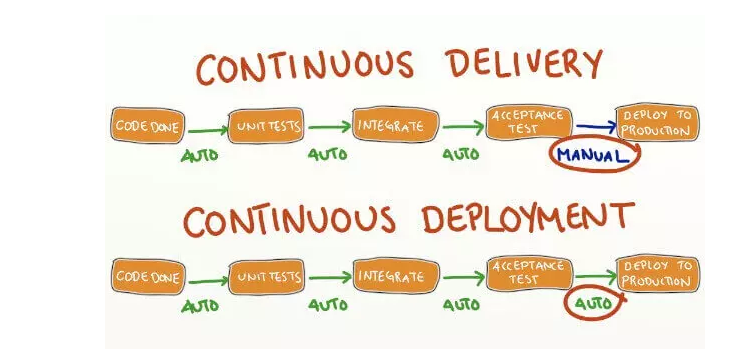 CONTINUOUS DELIVERY
CODE DONE UNIT TESTS INTEGRATE ACCEPTANCE TEST DEPLOY TO PRODUCTION
AUTO AUTO AUTO MANUAL
CONTINUOUS DEPLOYMENT
CODE DONE UNIT TESTS INTEGRATE ACCEPTANCE TEST DEPLOY TO PRODUCTION
AUTO AUTO AUTO AUTO